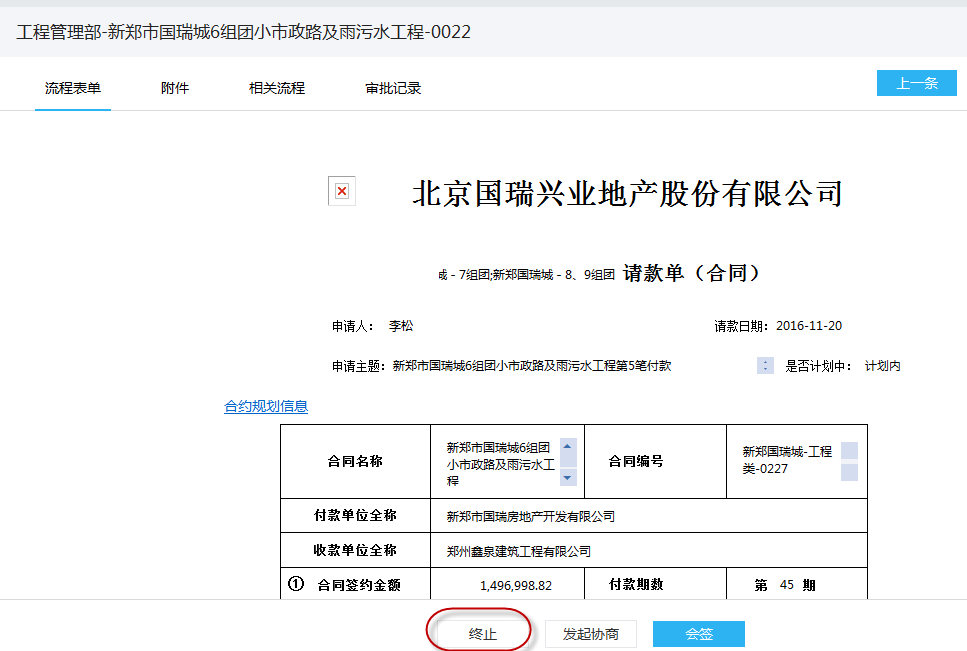 工程管理部-新郑市国瑞城6组团小市政路及雨污水工程-0022
流程表单 附件 相关流程 审批记录 上一条
北京国瑞兴业地产股份有限公司
- 7组团;新郑国瑞城 - 8、9组团 请款单（合同）
申请人： 李松 请款日期： 2016-11-20
申请主题： 新郑市国瑞城6组团小市政路及雨污水工程第5笔付款 是否计划中： 计划内
合约规划信息
合同名称 新郑市国瑞城6组团小市政路及雨污水工程 合同编号 新郑国瑞城-工程类-0227
付款单位全称 新郑市国瑞房地产开发有限公司
收款单位全称 郑州鑫泉建筑工程有限公司
① 合同签约金额 1,496,998.82 付款期数 第 45 期
终止 发起协商 会签